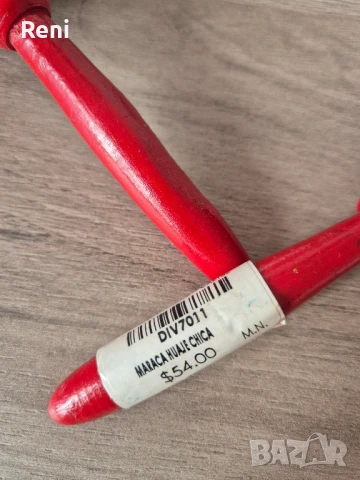 Reni
DIV7011
MARACA HUAJE CHICA
$54.00 M.N.
BAZAR